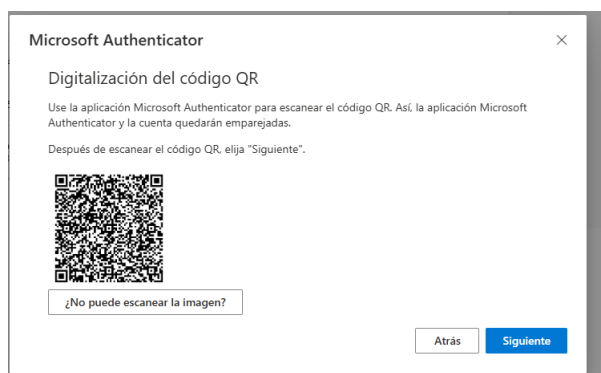 Microsoft Authenticator
Digitalización del código QR
Use la aplicación Microsoft Authenticator para escanear el código QR. Así, la aplicación Microsoft
Authenticator y la cuenta quedarán emparejadas.
Después de escanear el código QR, elija "Siguiente".
¿No puede escanear la imagen?
Atrás
Siguiente